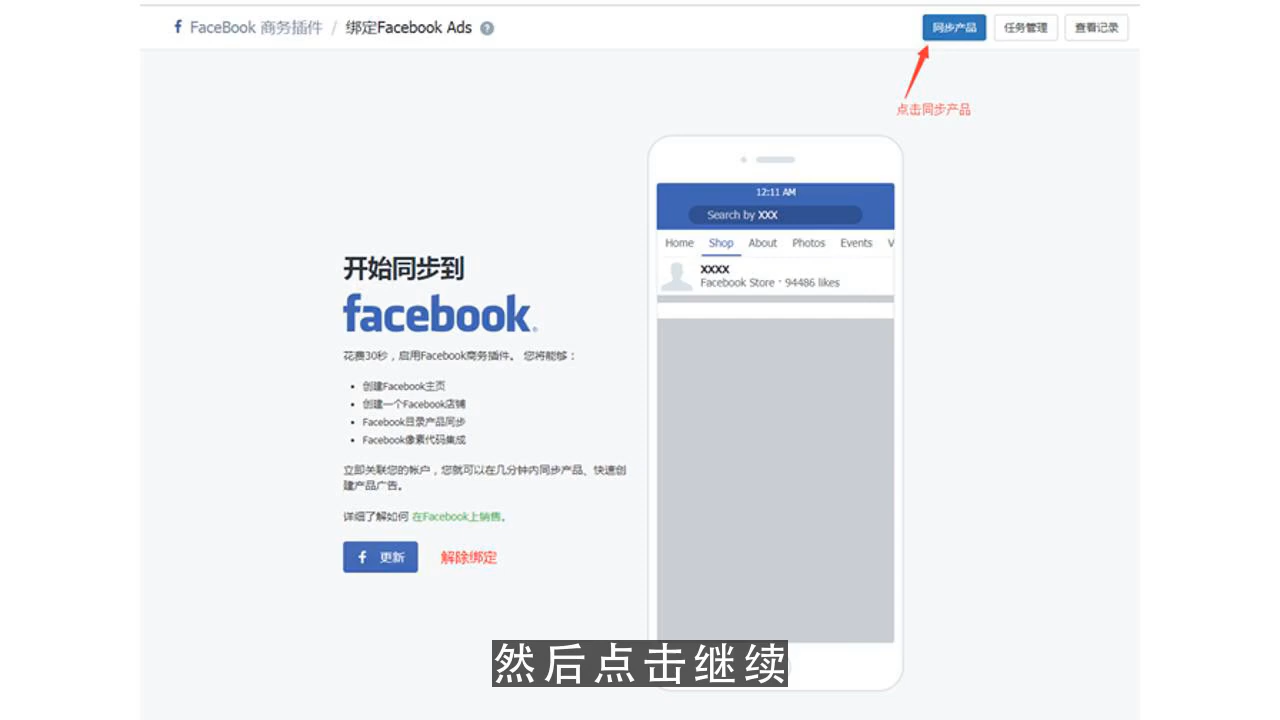 FaceBook 商务插件 / 绑定Facebook Ads ?
同步产品 任务管理 查看记录
点击同步产品
12:11 AM
Search by XXX
Home Shop About Photos Events V
XXXX
Facebook Store · 94486 likes
开始同步到
facebook
花费30秒，启用Facebook商务插件。 您将能够：
• 创建Facebook主页
• 创建一个Facebook店铺
• Facebook目录产品同步
• Facebook像素代码集成
立即关联您的帐户，您就可以在几分钟内同步产品、快速创
建产品广告。
详细了解如何 在Facebook上销售。
f 更新 解除绑定
然后点击继续